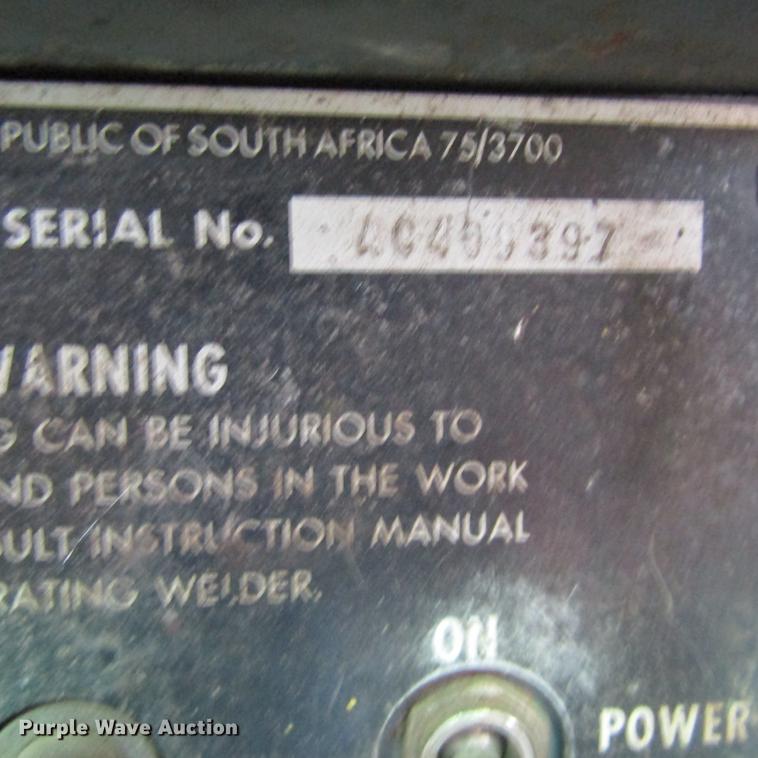 PUBLIC OF SOUTH AFRICA 75/3700
SERIAL No.
WARNING
G CAN BE INJURIOUS TO
ND PERSONS IN THE WORK
ULT INSTRUCTION MANUAL
RATING WELDER.
ON
POWER
Purple Wave Auction